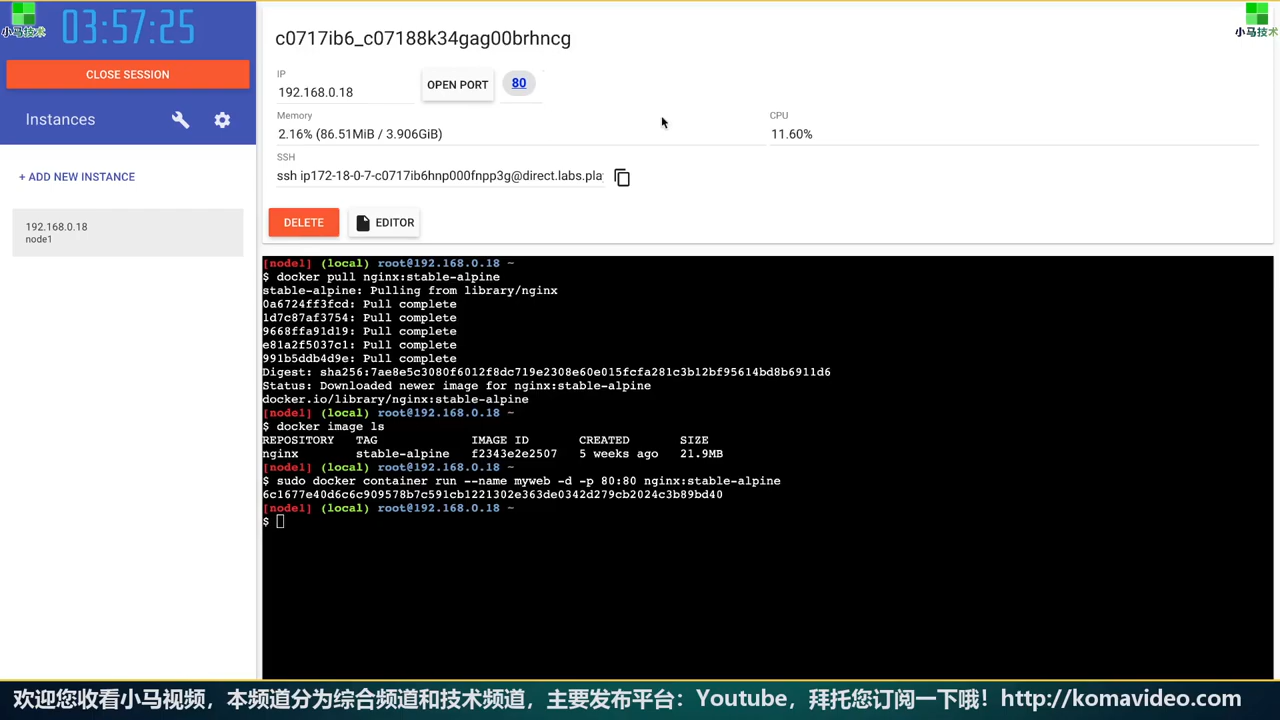 小马技术
03:57:25
CLOSE SESSION
Instances
+ ADD NEW INSTANCE
192.168.0.18
node1
小马技术
c0717ib6_c07188k34gag00brhncg
IP
192.168.0.18
OPEN PORT
80
Memory
2.16% (86.51MiB / 3.906GiB)
CPU
11.60%
SSH
ssh ip172-18-0-7-c0717ib6hnp000fnpp3g@direct.labs.pla
DELETE
EDITOR
[node1] (local) root@192.168.0.18 ~
$ docker pull nginx:stable-alpine
stable-alpine: Pulling from library/nginx
0a6724ff3fcd: Pull complete
1d7c87af3754: Pull complete
9668ffa91d19: Pull complete
e81a2f5037c1: Pull complete
991b5ddb4d9e: Pull complete
Digest: sha256:7ae8e5c3080f6012f8dc719e2308e60e015fcfa281c3b12bf95614bd8b6911d6
Status: Downloaded newer image for nginx:stable-alpine
docker.io/library/nginx:stable-alpine
[node1] (local) root@192.168.0.18 ~
$ docker image ls
REPOSITORY TAG IMAGE ID CREATED SIZE
nginx stable-alpine f2343e2e2507 5 weeks ago 21.9MB
[node1] (local) root@192.168.0.18 ~
$ sudo docker container run --name myweb -d -p 80:80 nginx:stable-alpine
6c1677e40d6c6c909578b7c591cb1221302e363de0342d279cb2024c3b89bd40
[node1] (local) root@192.168.0.18 ~
$
欢迎您收看小马视频，本频道分为综合频道和技术频道，主要发布平台：Youtube，拜托您订阅一下哦！http://komavideo.com